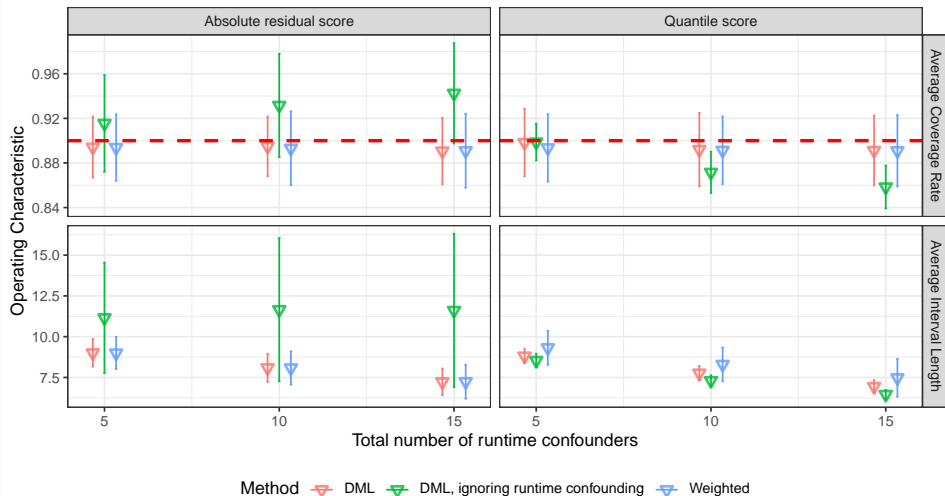 Absolute residual score
Quantile score
Operating Characteristic
0.96
0.92
0.88
0.84
Average Coverage Rate
15.0
12.5
10.0
7.5
Average Interval Length
5
10
15
5
10
15
Total number of runtime confounders
Method
DML
DML, ignoring runtime confounding
Weighted